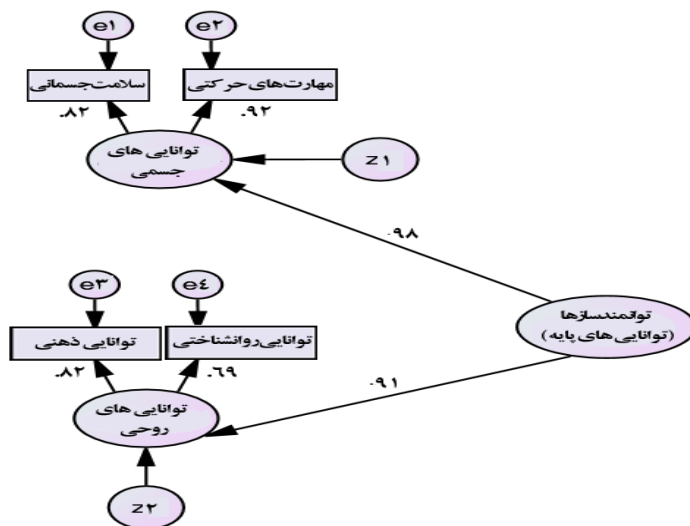 e۱
e۲
سلامت‌جسمانی
مهارت‌های حرکتی
.۸۲
.۹۲
توانایی های
جسمی
z۱
.۹۸
e۳
e٤
توانمندسازها
(توانایی های پایه)
توانایی ذهنی
توانایی روانشناختی
.۸۲
.٦۹
.۹۱
توانایی های
روحی
z۲